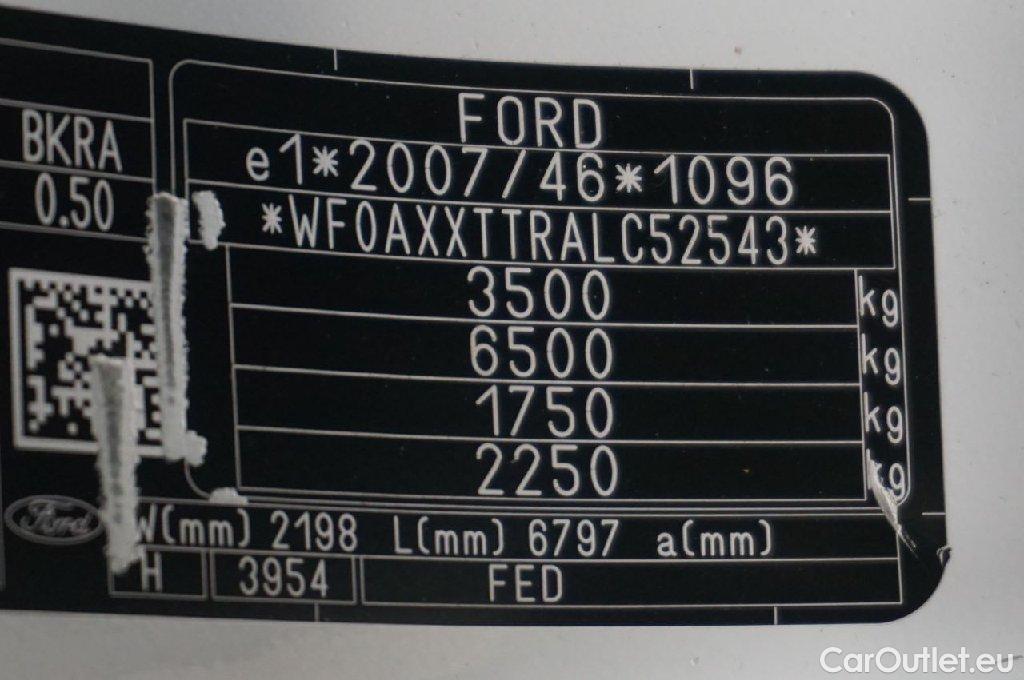 BKRA
0.50
FORD
e1*2007/46*1096
*WF0AXXTTRALC52543*
3500 kg
6500 kg
1750 kg
2250 kg
Ford
W(mm) 2198 L(mm) 6797 a(mm)
H 3954 FED
CarOutlet.eu